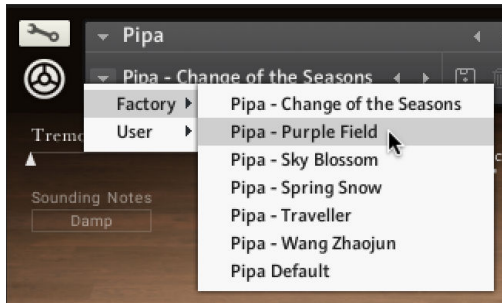 Pipa
Pipa - Change of the Seasons
Factory
User
Pipa - Change of the Seasons
Pipa - Purple Field
Pipa - Sky Blossom
Pipa - Spring Snow
Pipa - Traveller
Pipa - Wang Zhaojun
Pipa Default
Tremo
Sounding Notes
Damp